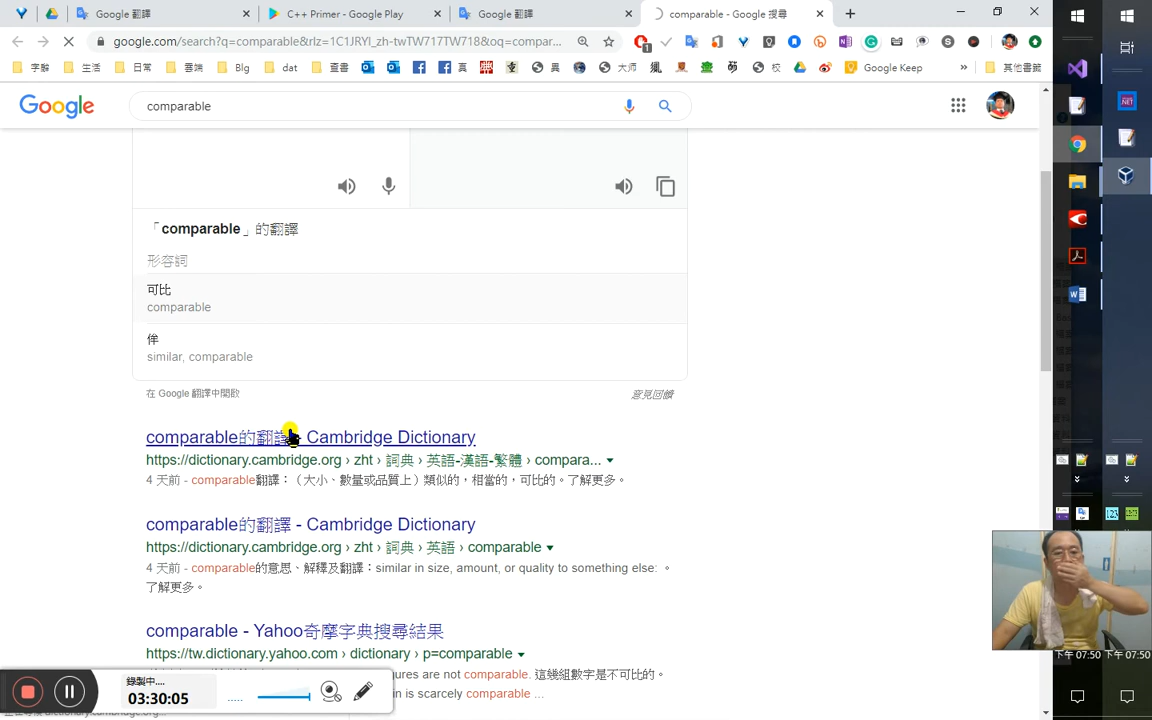 Google 翻譯
C++ Primer - Google Play
Google 翻譯
comparable - Google 搜尋
google.com/search?q=comparable&rlz=1C1JRYI_zh-twTW717TW718&oq=compar...
字辭
生活
日常
雲端
Blg
dat
查書
真
異
大师
校
Google Keep
»
其他書籤
Google
comparable
「comparable」的翻譯
形容詞
可比
comparable
侔
similar, comparable
在 Google 翻譯中開啟
意見回饋
comparable的翻譯 - Cambridge Dictionary
https://dictionary.cambridge.org › zht › 詞典 › 英語-漢語-繁體 › compara...
4 天前 - comparable翻譯：（大小、數量或品質上）類似的，相當的，可比的。了解更多。
comparable的翻譯 - Cambridge Dictionary
https://dictionary.cambridge.org › zht › 詞典 › 英語 › comparable
4 天前 - comparable的意思、解釋及翻譯：similar in size, amount, or quality to something else: 。
了解更多。
comparable - Yahoo奇摩字典搜尋結果
https://tw.dictionary.yahoo.com › dictionary › p=comparable
ures are not comparable. 這幾組數字是不可比的。
in is scarcely comparable ...
錄製中....
03:30:05
下午 07:50 下午 07:50